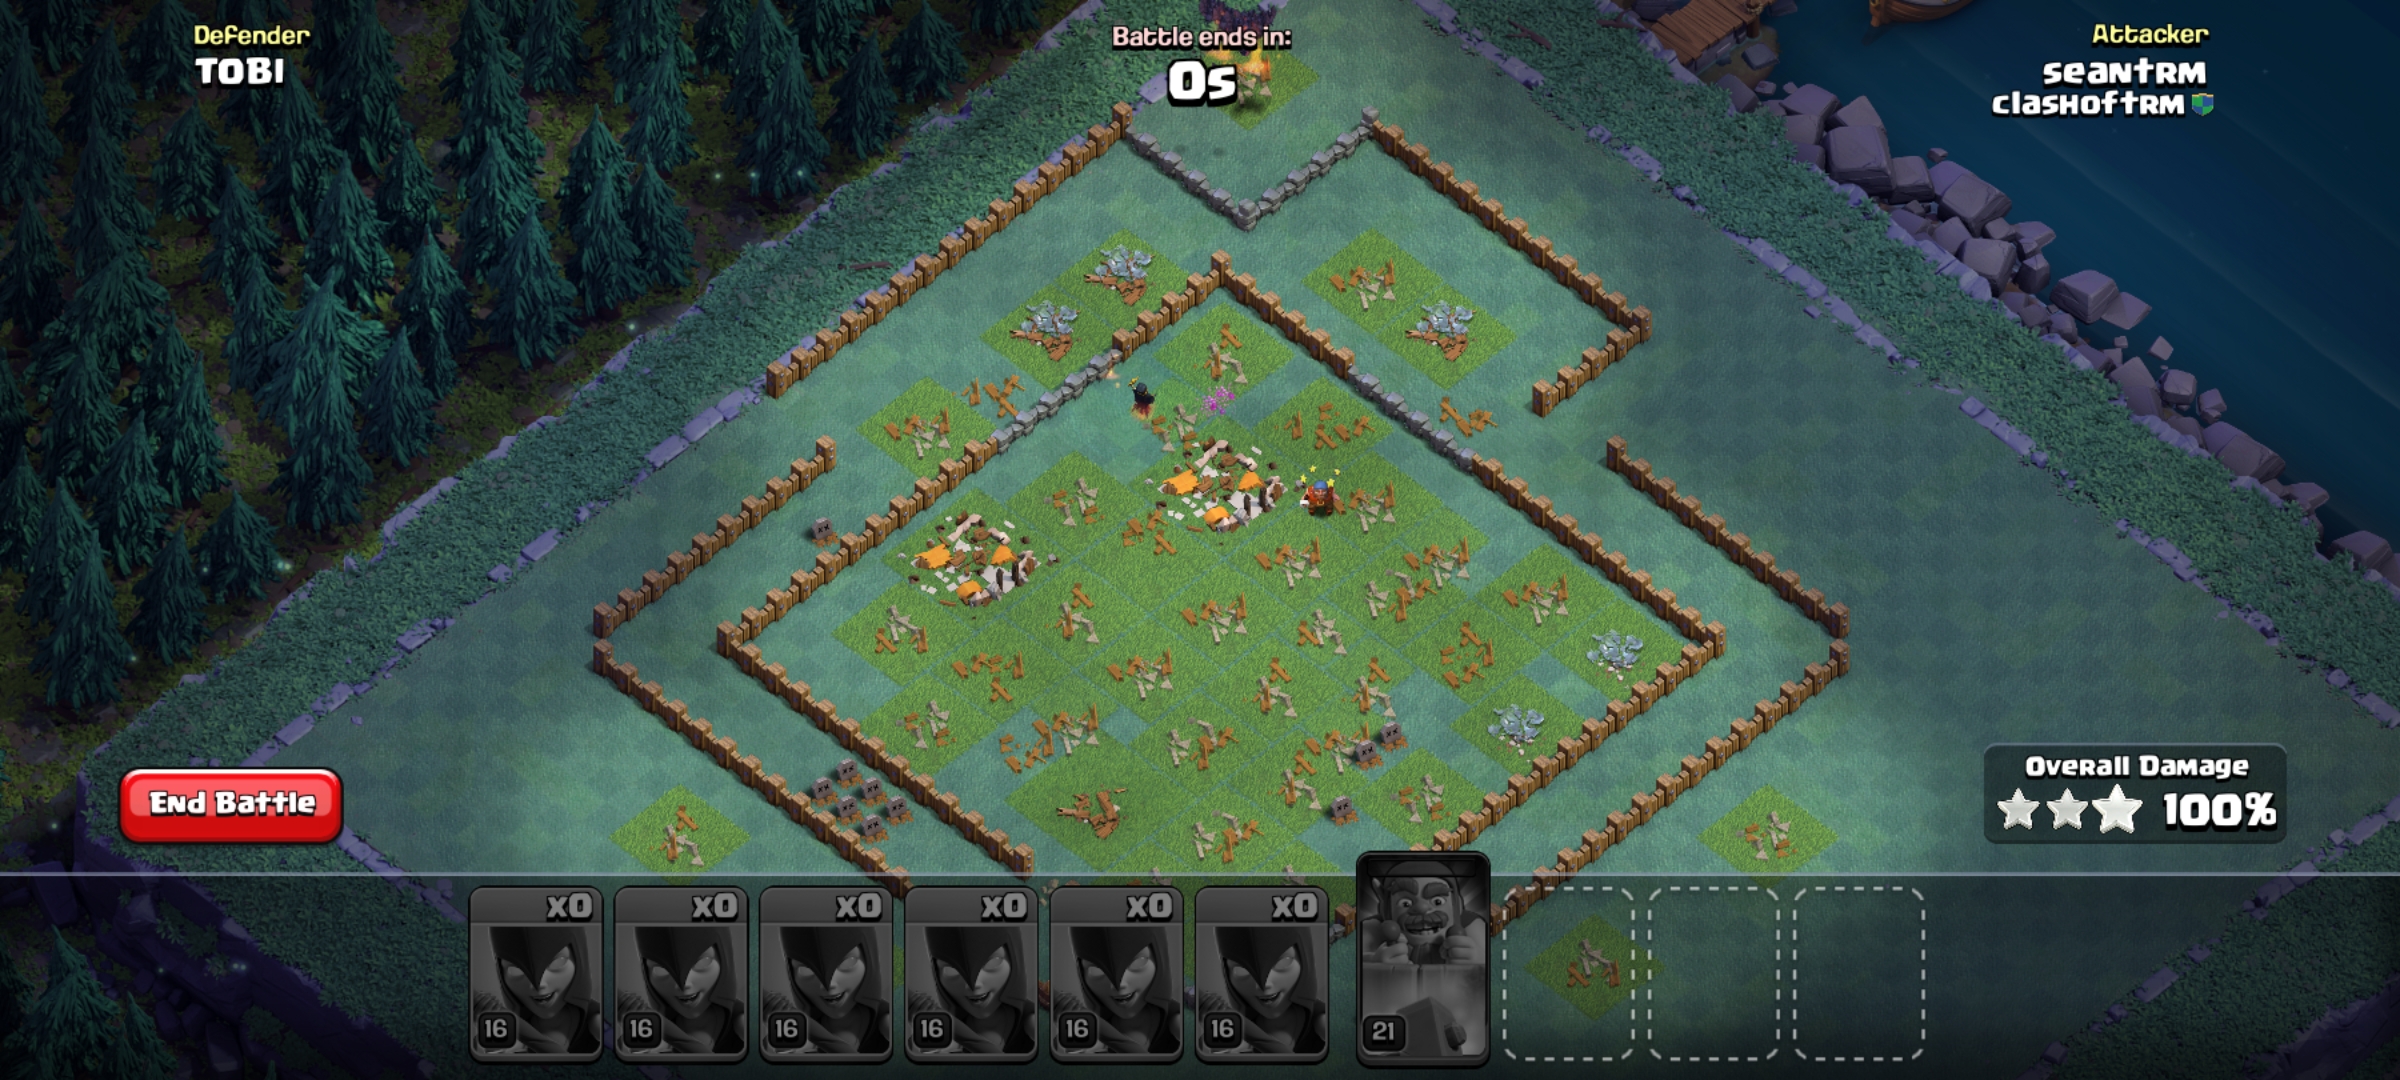 Defender
TOBI
Battle ends in:
0s
Attacker
seantRM
clashoftRM
End Battle
Overall Damage
100%
x0
x0
x0
x0
x0
x0
16
16
16
16
16
16
21